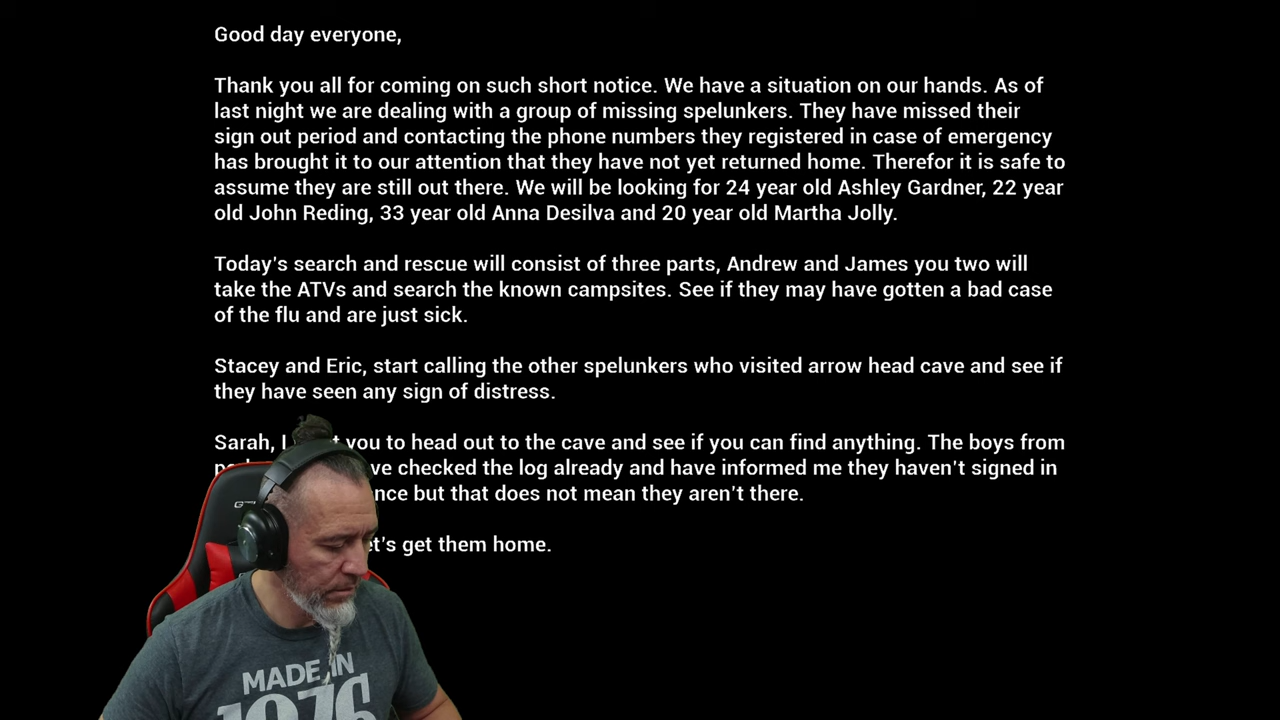 Good day everyone,
Thank you all for coming on such short notice. We have a situation on our hands. As of
last night we are dealing with a group of missing spelunkers. They have missed their
sign out period and contacting the phone numbers they registered in case of emergency
has brought it to our attention that they have not yet returned home. Therefor it is safe to
assume they are still out there. We will be looking for 24 year old Ashley Gardner, 22 year
old John Reding, 33 year old Anna Desilva and 20 year old Martha Jolly.
Today's search and rescue will consist of three parts, Andrew and James you two will
take the ATVs and search the known campsites. See if they may have gotten a bad case
of the flu and are just sick.
Stacey and Eric, start calling the other spelunkers who visited arrow head cave and see if
they have seen any sign of distress.
Sarah, I you to head out to the cave and see if you can find anything. The boys from
checked the log already and have informed me they haven't signed in
but that does not mean they aren't there.
get them home.
MADE IN
1976